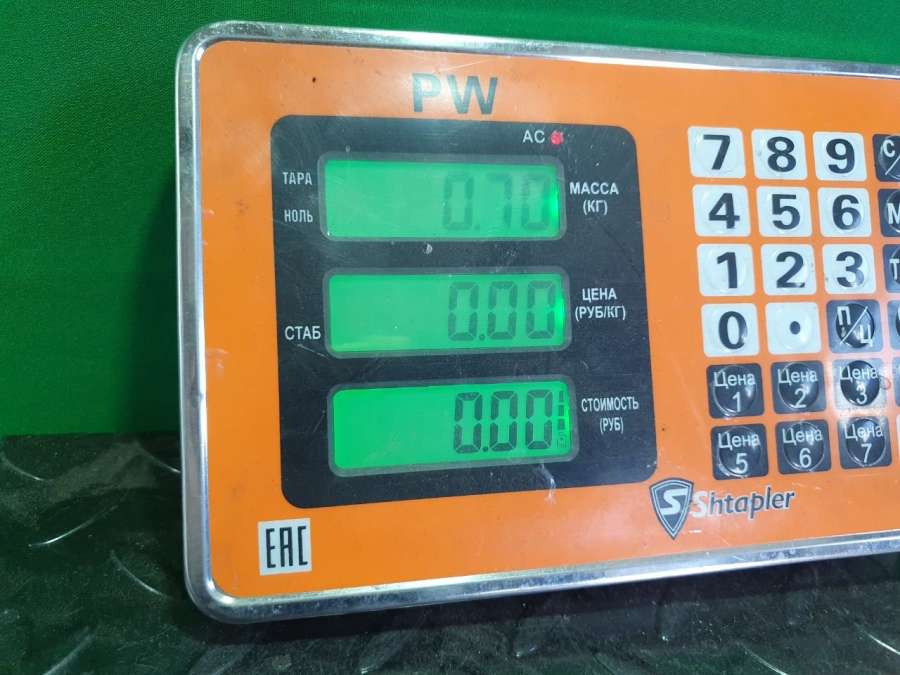 PW
AC
ТАРА
НОЛЬ
0.70
МАССА
(КГ)
СТАБ
0.00
ЦЕНА
(РУБ/КГ)
0.00
СТОИМОСТЬ
(РУБ)
7 8 9 С/
4 5 6 М
1 2 3 Т
0 . П/Ц
Цена 1 Цена 2 Цена 3
Цена 5 Цена 6 Цена 7
S Shtapler
EAC